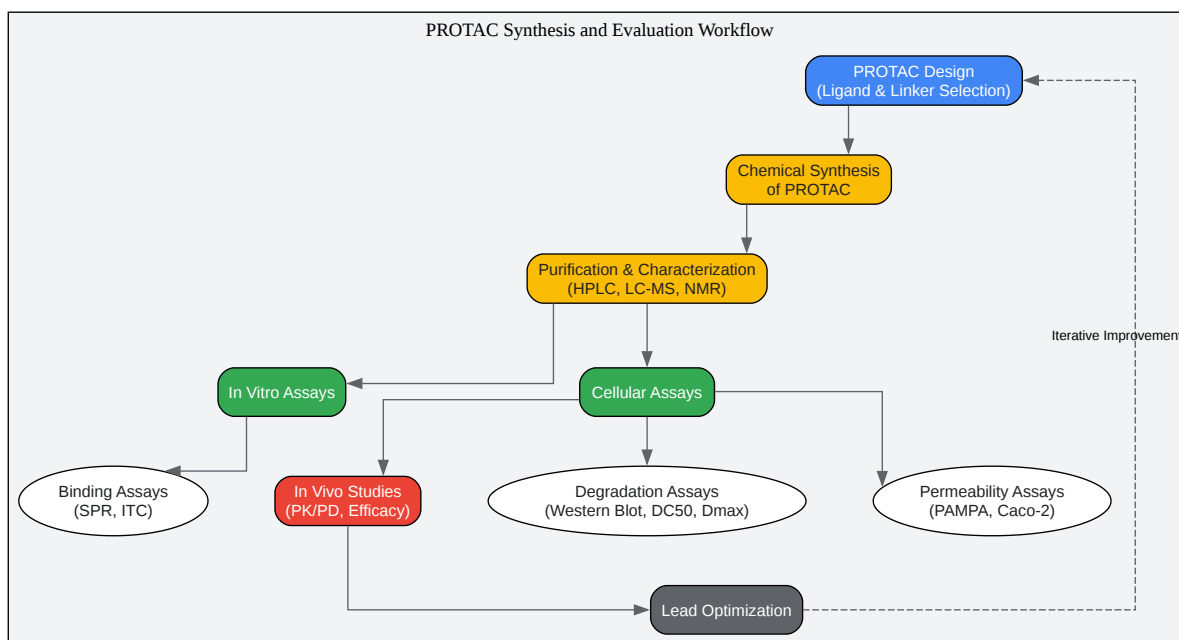 PROTAC Synthesis and Evaluation Workflow
PROTAC Design
(Ligand & Linker Selection)
Chemical Synthesis
of PROTAC
Purification & Characterization
(HPLC, LC-MS, NMR)
Iterative Improvement
In Vitro Assays
Cellular Assays
Binding Assays
(SPR, ITC)
In Vivo Studies
(PK/PD, Efficacy)
Degradation Assays
(Western Blot, DC50, Dmax)
Permeability Assays
(PAMPA, Caco-2)
Lead Optimization